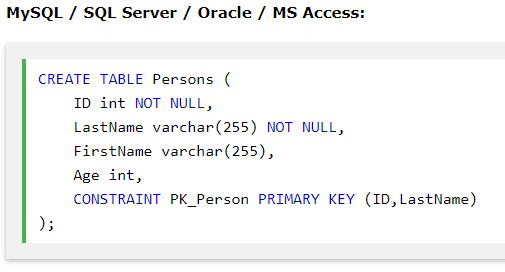 MySQL / SQL Server / Oracle / MS Access:
CREATE TABLE Persons (
    ID int NOT NULL,
    LastName varchar(255) NOT NULL,
    FirstName varchar(255),
    Age int,
    CONSTRAINT PK_Person PRIMARY KEY (ID,LastName)
);